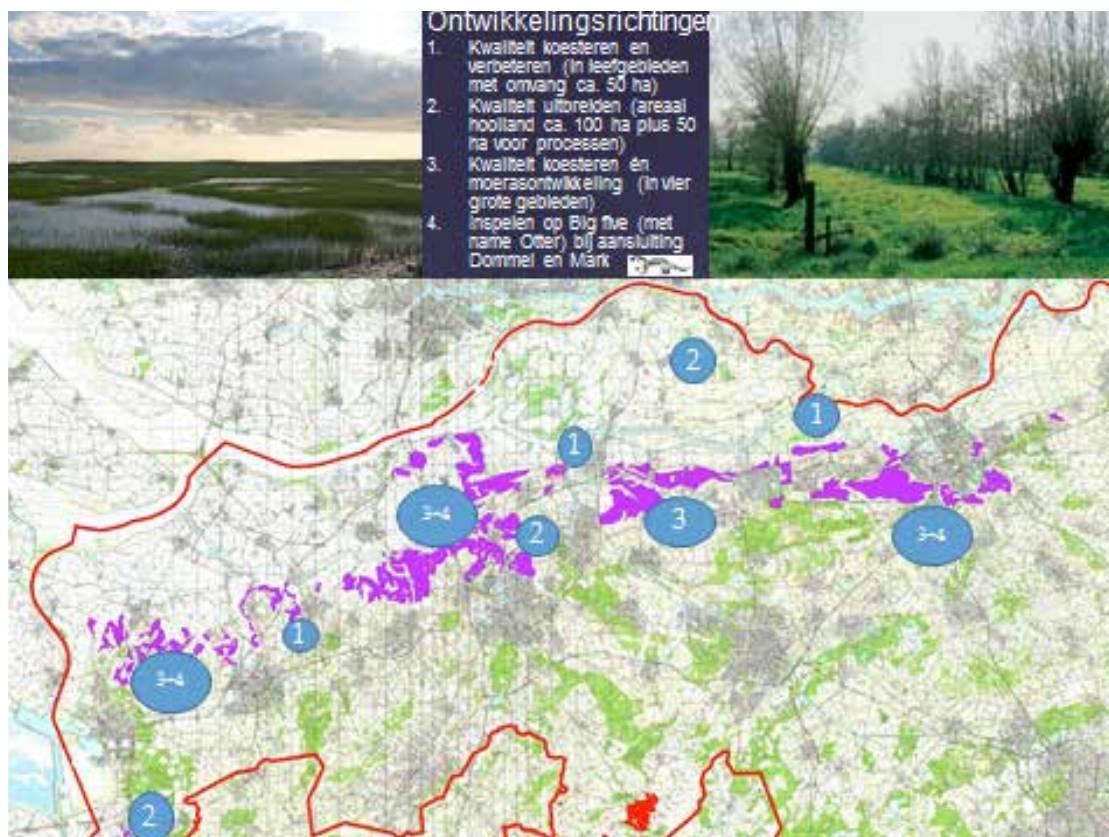 Ontwikkelingsrichtingen
1. Kwaliteit koesteren en
verbeteren (in leefgebieden
met omvang ca. 50 ha)
2. Kwaliteit uitbreiden (areaal
hooiland ca. 100 ha plus 50
ha voor processen)
3. Kwaliteit koesteren én
moerasontwikkeling (in vier
grote gebieden)
4. Inspelen op Big five (met
name Otter) bij aansluiting
Dommel en Mark
2
1
1
3-4
2
3
3-4
1
3-4
2